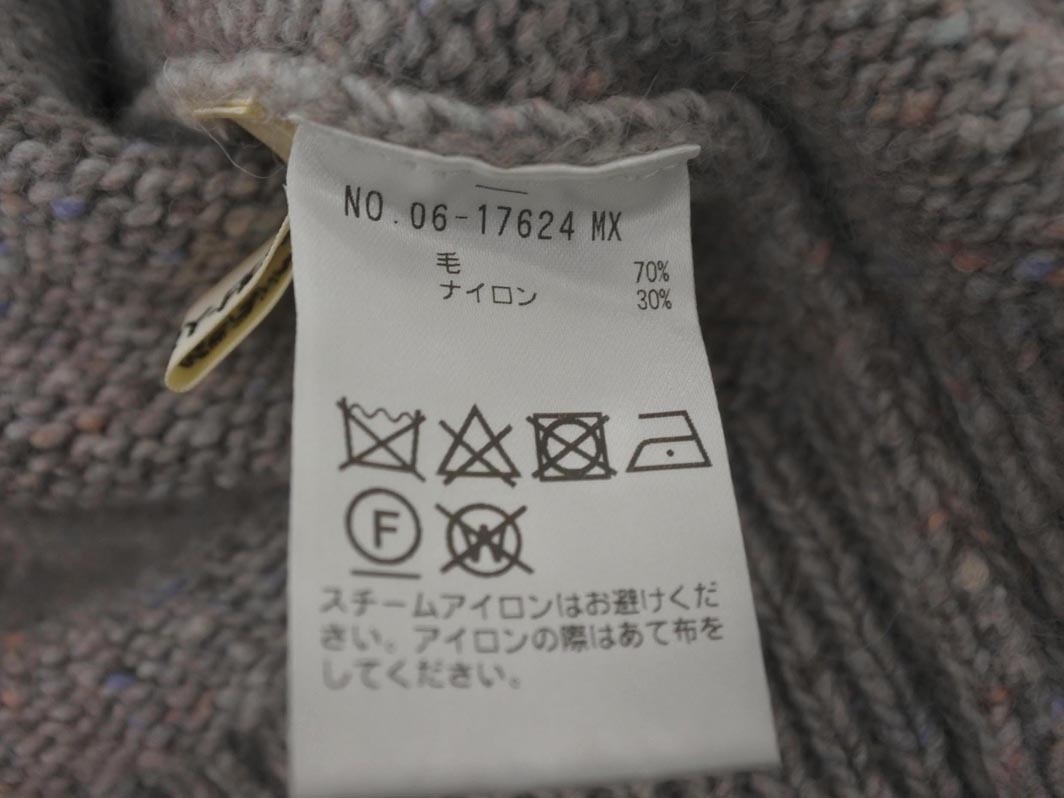 NO.06-17624 MX
毛 70%
ナイロン 30%
F
W
スチームアイロンはお避けくだ
さい。アイロンの際はあて布を
してください。